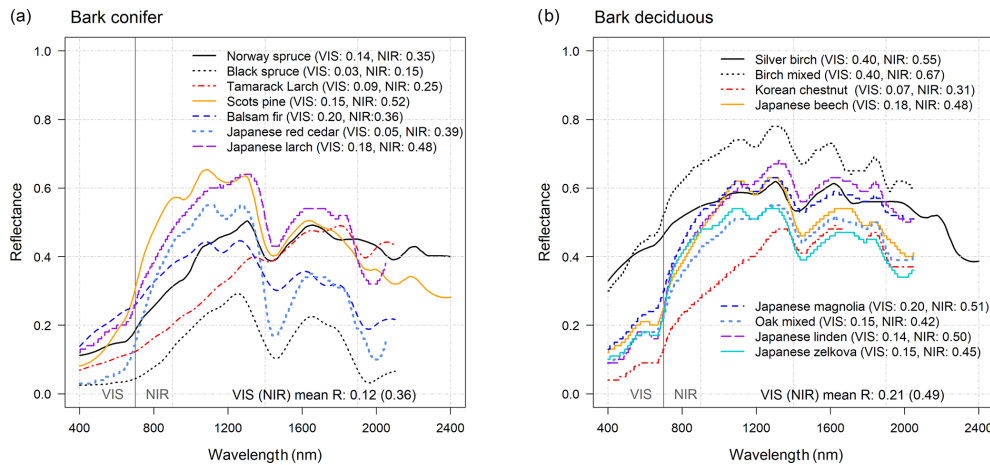 (a) Bark conifer
Reflectance
1.0
0.8
0.6
0.4
0.2
0.0
Norway spruce (VIS: 0.14, NIR: 0.35)
Black spruce (VIS: 0.03, NIR: 0.15)
Tamarack Larch (VIS: 0.09, NIR: 0.25)
Scots pine (VIS: 0.15, NIR: 0.52)
Balsam fir (VIS: 0.20, NIR:0.36)
Japanese red cedar (VIS: 0.05, NIR: 0.39)
Japanese larch (VIS: 0.18, NIR: 0.48)
VIS NIR VIS (NIR) mean R: 0.12 (0.36)
400 800 1200 1600 2000 2400
Wavelength (nm)
(b) Bark deciduous
Reflectance
1.0
0.8
0.6
0.4
0.2
0.0
Silver birch (VIS: 0.40, NIR: 0.55)
Birch mixed (VIS: 0.40, NIR: 0.67)
Korean chestnut (VIS: 0.07, NIR: 0.31)
Japanese beech (VIS: 0.18, NIR: 0.48)
Japanese magnolia (VIS: 0.20, NIR: 0.51)
Oak mixed (VIS: 0.15, NIR: 0.42)
Japanese linden (VIS: 0.14, NIR: 0.50)
Japanese zelkova (VIS: 0.15, NIR: 0.45)
VIS NIR VIS (NIR) mean R: 0.21 (0.49)
400 800 1200 1600 2000 2400
Wavelength (nm)